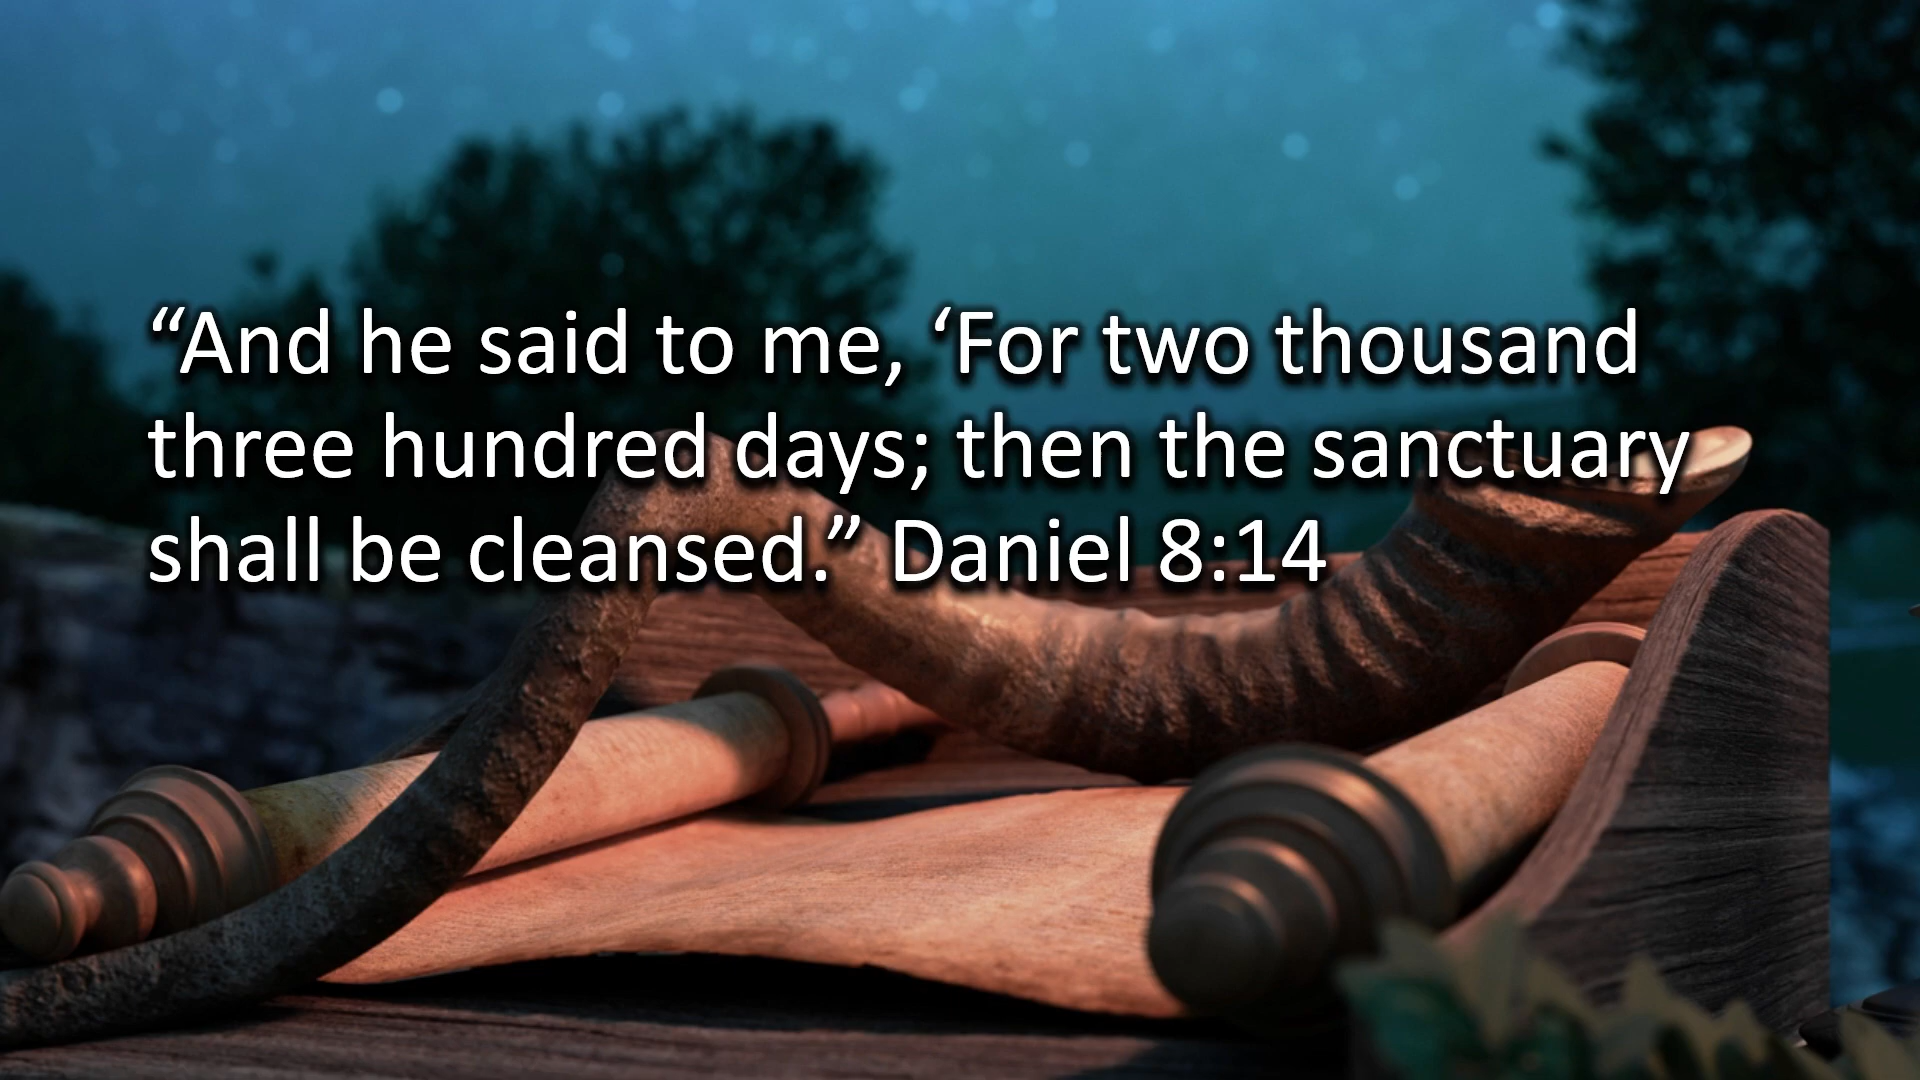 “And he said to me, ‘For two thousand
three hundred days; then the sanctuary
shall be cleansed.” Daniel 8:14